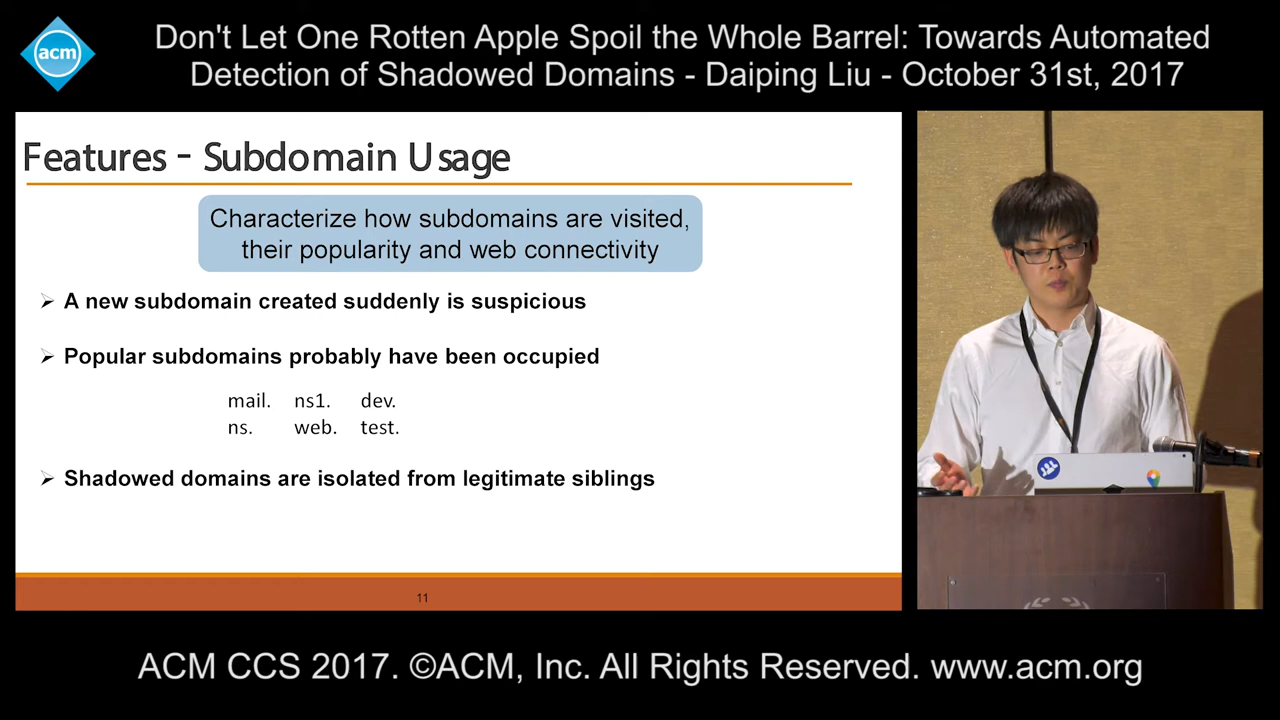 acm
Don't Let One Rotten Apple Spoil the Whole Barrel: Towards Automated
Detection of Shadowed Domains - Daiping Liu - October 31st, 2017
Features - Subdomain Usage
Characterize how subdomains are visited,
their popularity and web connectivity
A new subdomain created suddenly is suspicious
Popular subdomains probably have been occupied
mail. ns1. dev.
ns. web. test.
Shadowed domains are isolated from legitimate siblings
11
ACM CCS 2017. ©ACM, Inc. All Rights Reserved. www.acm.org